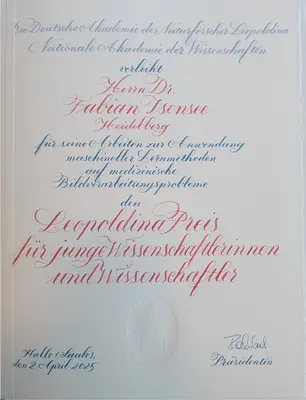 Die Deutsche Akademie der Naturforscher Leopoldina
Nationale Akademie der Wissenschaften
verleiht
Herrn Dr.
Fabian Isensee
Heidelberg
für seine Arbeiten zur Anwendung
maschineller Lernmethoden
auf medizinische
Bildverarbeitungsprobleme
den
Leopoldina Preis
für junge Wissenschaftlerinnen
und Wissenschaftler
Halle (Saale),
den 2. April 2025
Präsidentin